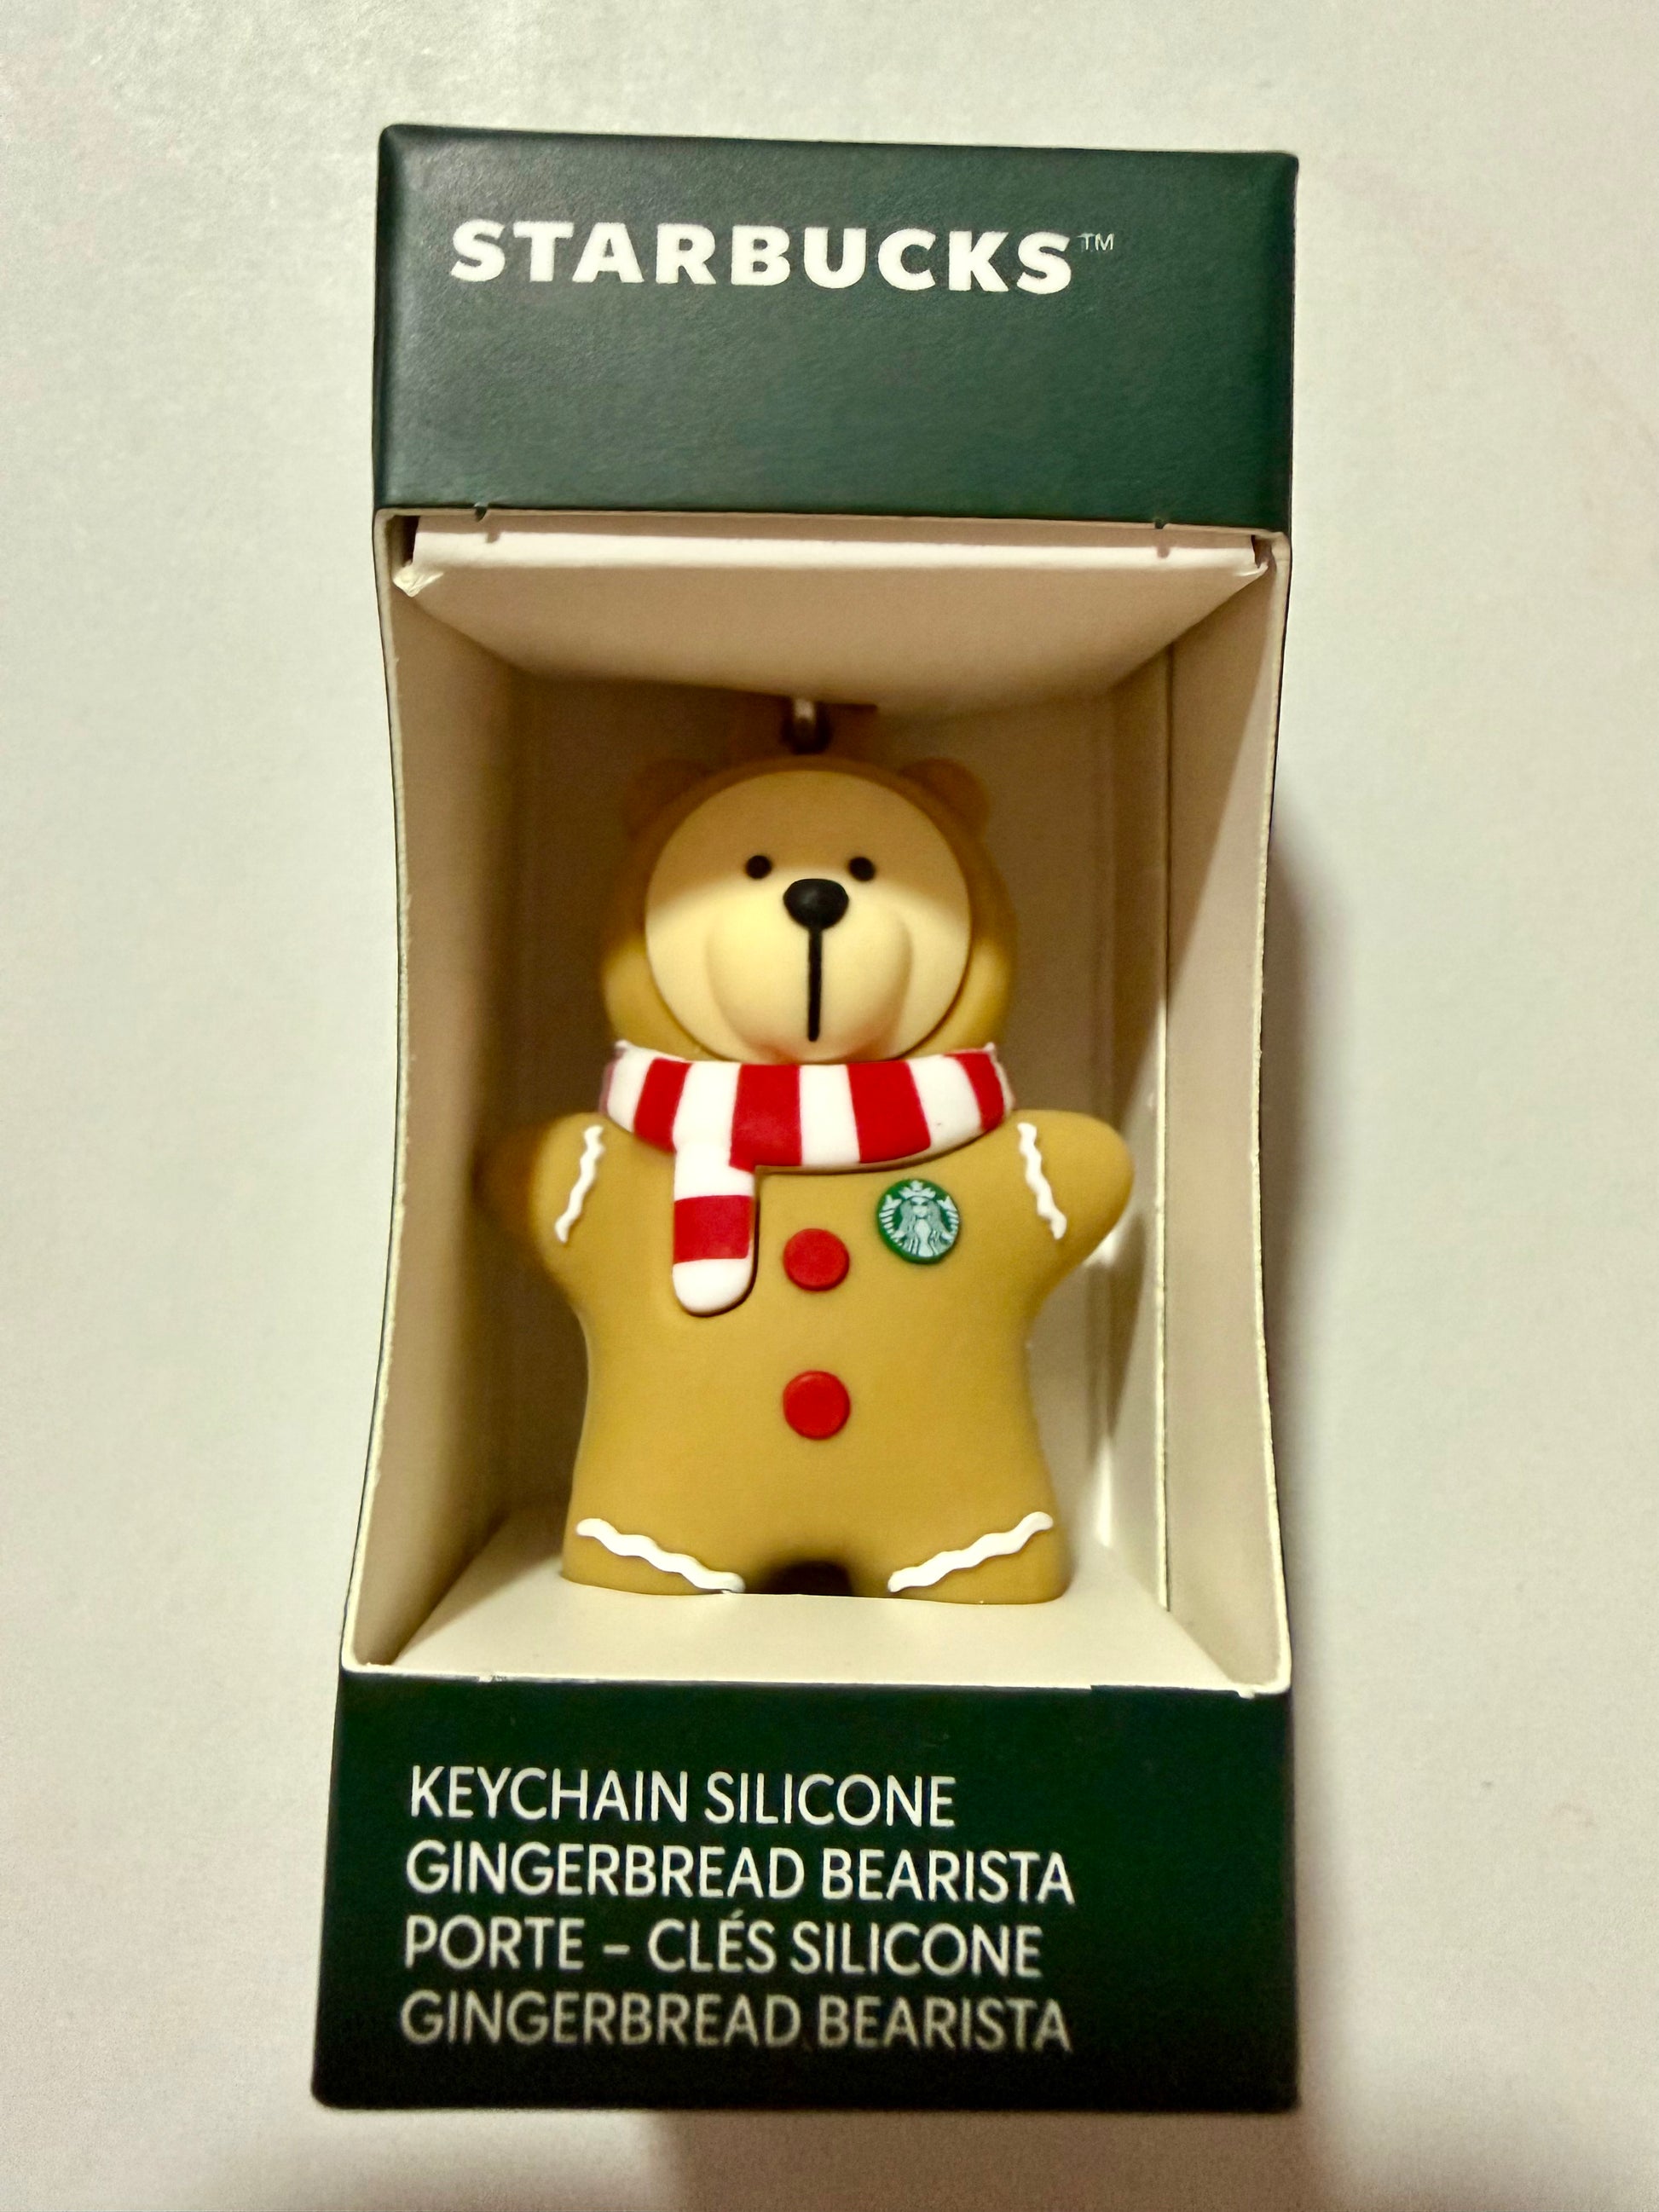 STARBUCKS™
KEYCHAIN SILICONE
GINGERBREAD BEARISTA
PORTE – CLÉS SILICONE
GINGERBREAD BEARISTA